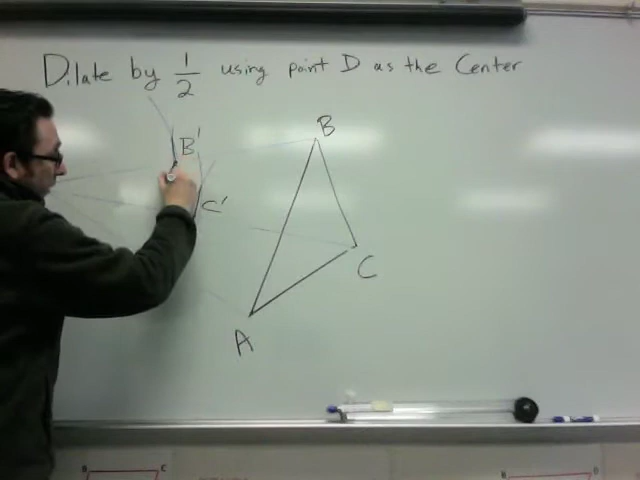 Dilate by 1/2 using point D as the Center
B'
B
C'
C
A
B C